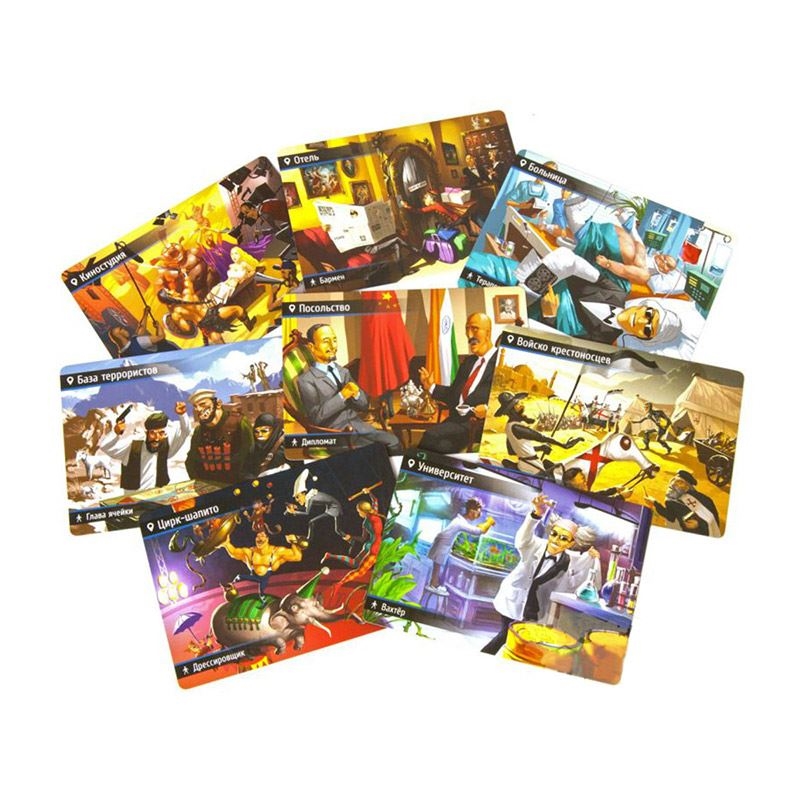 Отель
Бармен
Больница
Киностудия
Посольство
Дипломат
Войско крестоносцев
База террористов
Глава ячейки
Цирк-шапито
Дрессировщик
Университет
Вахтёр